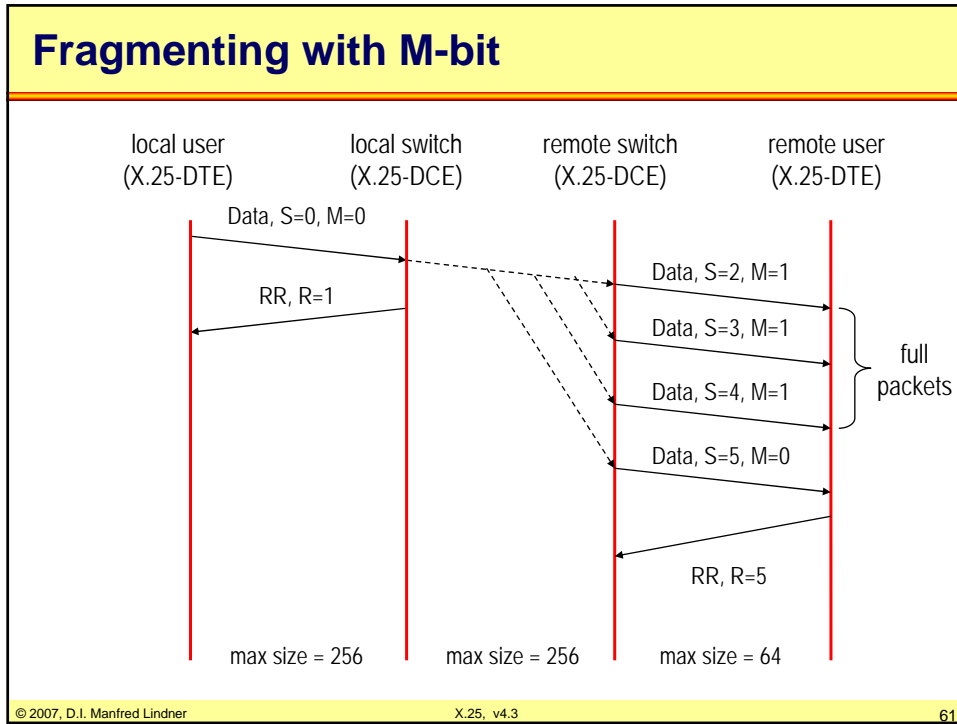 Fragmenting with M-bit
local user
(X.25-DTE)
local switch
(X.25-DCE)
remote switch
(X.25-DCE)
remote user
(X.25-DTE)
Data, S=0, M=0
Data, S=2, M=1
RR, R=1
Data, S=3, M=1
full
packets
Data, S=4, M=1
Data, S=5, M=0
RR, R=5
max size = 256
max size = 256
max size = 64
© 2007, D.I. Manfred Lindner
X.25, v4.3
61